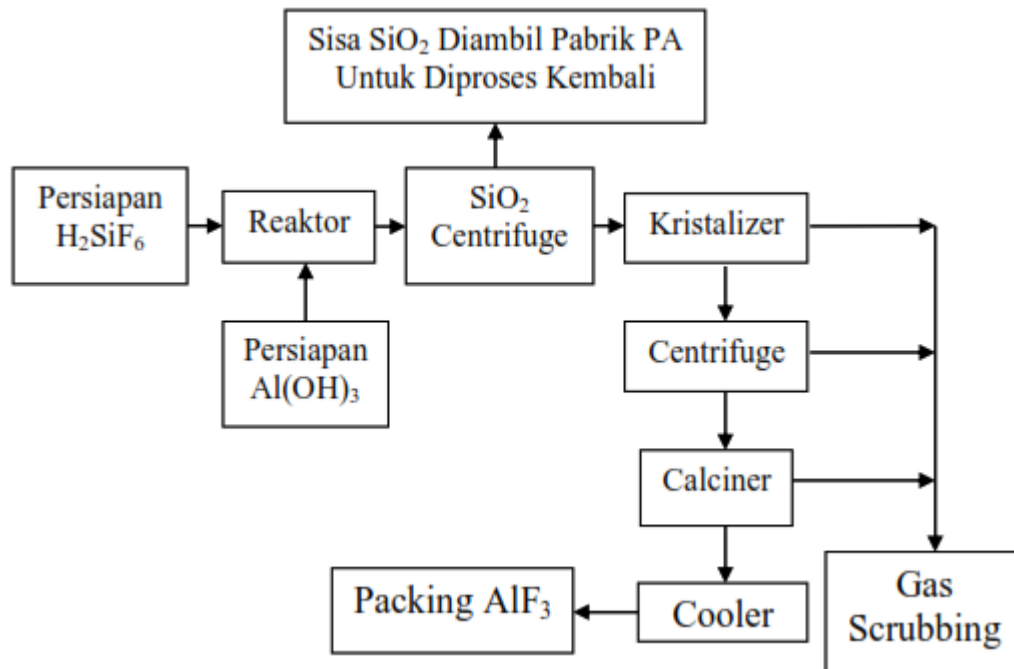 Sisa SiO₂ Diambil Pabrik PA
Untuk Diproses Kembali
Persiapan
H₂SiF₆
Reaktor
SiO₂
Centrifuge
Kristalizer
Persiapan
Al(OH)₃
Centrifuge
Calciner
Packing AlF₃
Cooler
Gas
Scrubbing